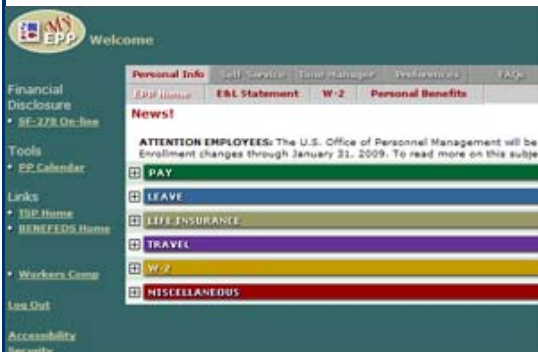 MY
EPP
Welcome
Personal Info Self Service Time Manager Preferences FAQs
EPP Home E&L Statement W-2 Personal Benefits
Financial
Disclosure
• SF-278 On-line
Tools
• PP Calendar
Links
• TSP Home
• BENEFEDS Home
• Workers Comp
Log Out
Accessibility
Security
News!
ATTENTION EMPLOYEES: The U.S. Office of Personnel Management will be
Enrollment changes through January 31, 2009. To read more on this subje
PAY
LEAVE
LIFE INSURANCE
TRAVEL
W-2
MISCELLANEOUS